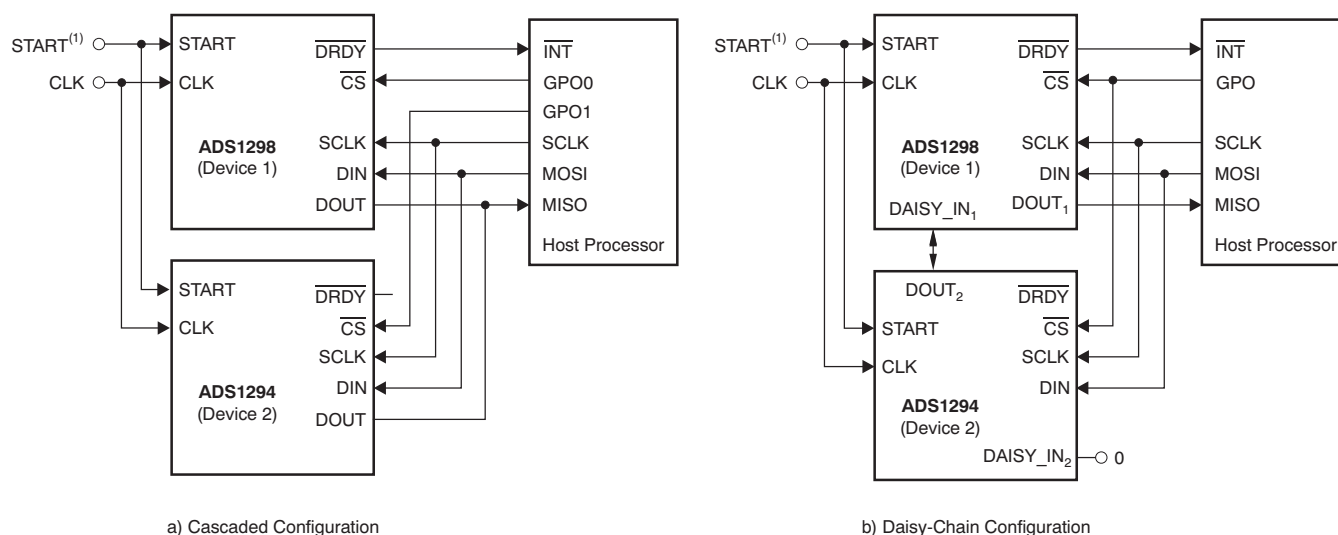 START(1)
CLK
START
CLK
DRDY
CS
SCLK
DIN
DOUT
ADS1298
(Device 1)
INT
GPO0
GPO1
SCLK
MOSI
MISO
Host Processor
START
CLK
DRDY
CS
SCLK
DIN
DOUT
ADS1294
(Device 2)
a) Cascaded Configuration
START(1)
CLK
START
CLK
DRDY
CS
SCLK
DIN
DOUT1
DAISY_IN1
ADS1298
(Device 1)
INT
GPO
SCLK
MOSI
MISO
Host Processor
DOUT2
START
CLK
DRDY
CS
SCLK
DIN
ADS1294
(Device 2)
DAISY_IN2
0
b) Daisy-Chain Configuration